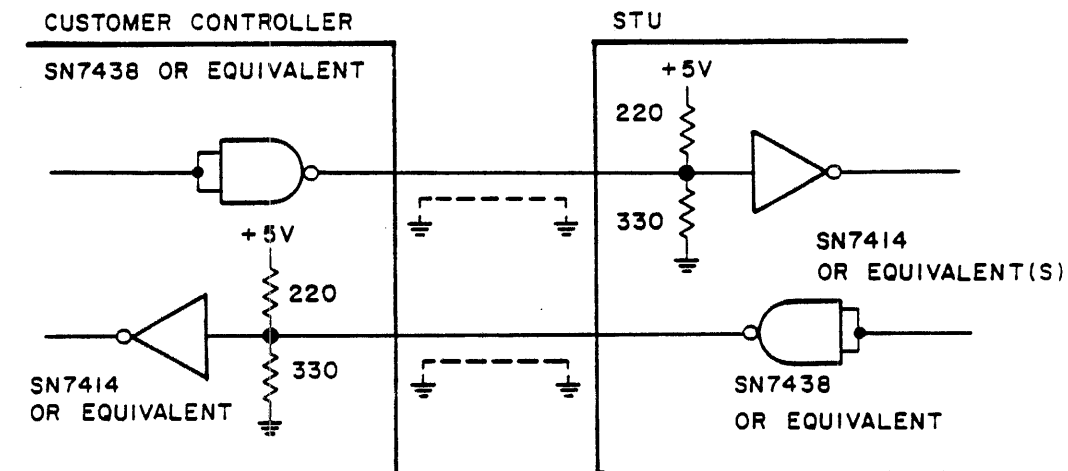 CUSTOMER CONTROLLER
STU
SN7438 OR EQUIVALENT
+5V
220
330
SN7414
OR EQUIVALENT(S)
+5V
220
330
SN7414
OR EQUIVALENT
SN7438
OR EQUIVALENT